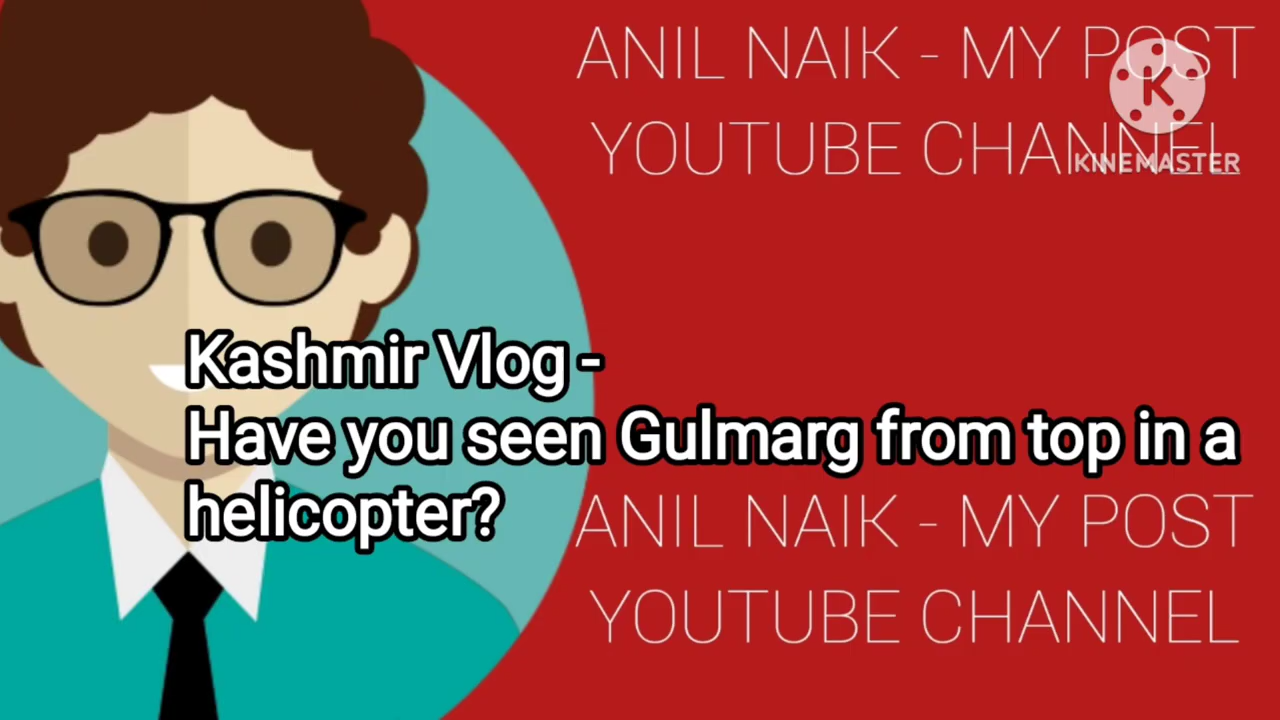 ANIL NAIK - MY POST
YOUTUBE CHANNEL
K
KINEMASTER
Kashmir Vlog -
Have you seen Gulmarg from top in a
helicopter?
ANIL NAIK - MY POST
YOUTUBE CHANNEL